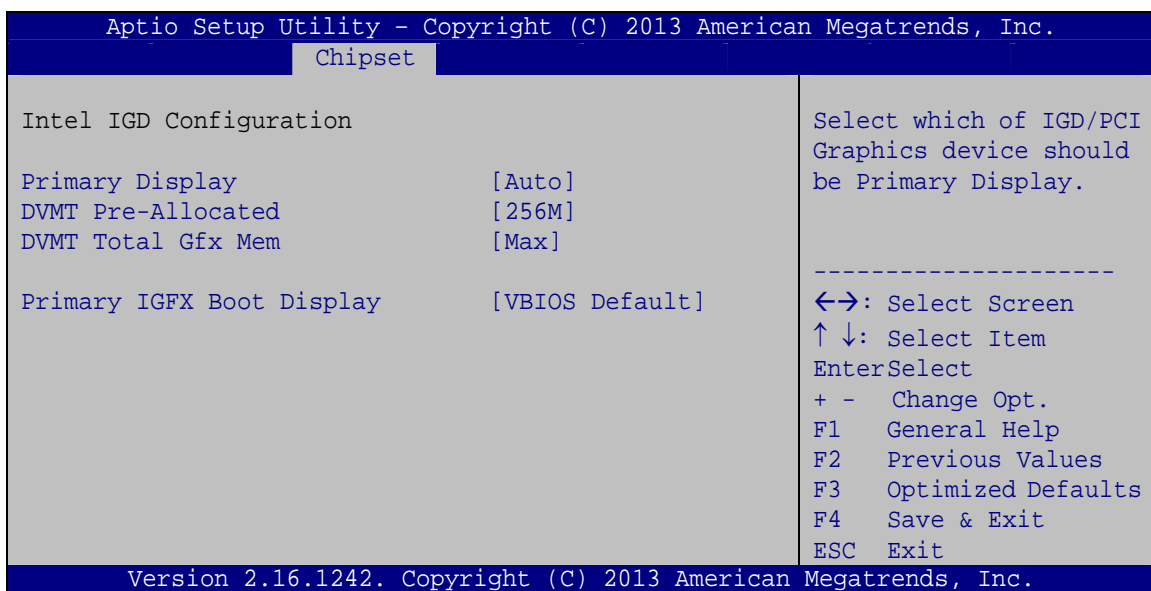 Aptio Setup Utility – Copyright (C) 2013 American Megatrends, Inc.
Chipset
Intel IGD Configuration
Primary Display [Auto]
DVMT Pre-Allocated [256M]
DVMT Total Gfx Mem [Max]
Primary IGFX Boot Display [VBIOS Default]
Select which of IGD/PCI
Graphics device should
be Primary Display.
---------------------
←→: Select Screen
↑ ↓: Select Item
EnterSelect
+ - Change Opt.
F1 General Help
F2 Previous Values
F3 Optimized Defaults
F4 Save & Exit
ESC Exit
Version 2.16.1242. Copyright (C) 2013 American Megatrends, Inc.